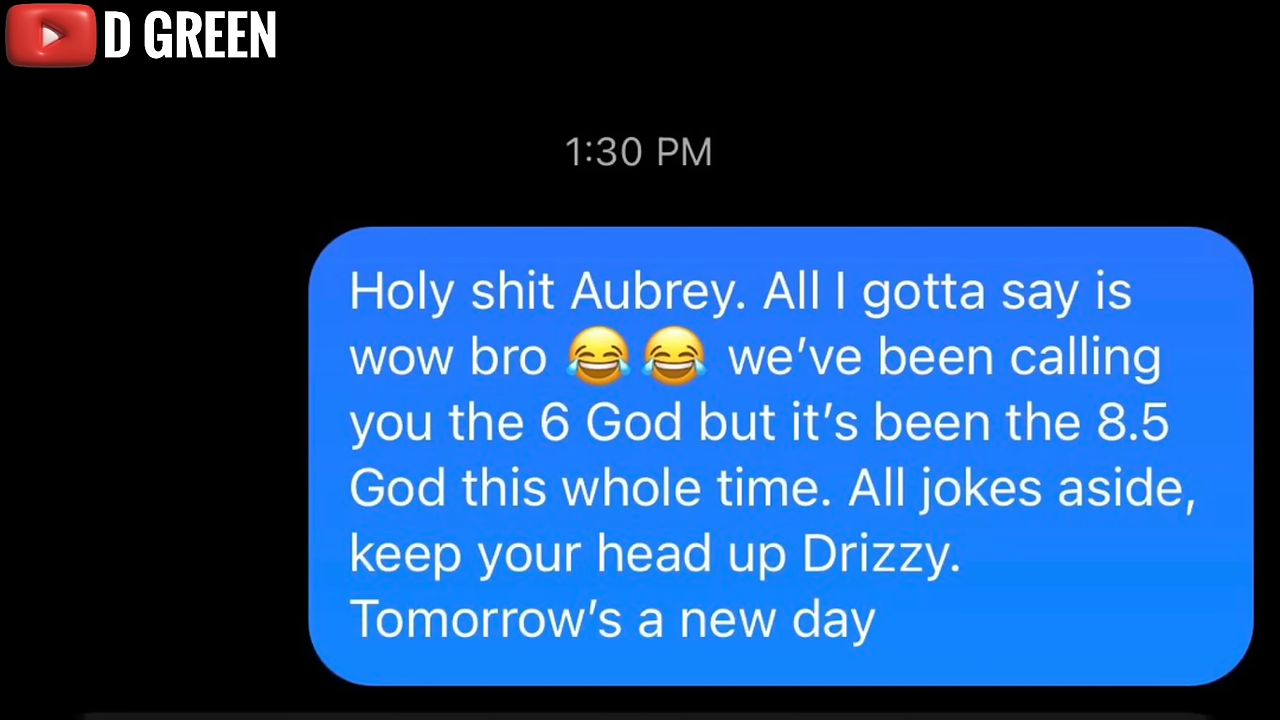 D GREEN
1:30 PM
Holy shit Aubrey. All I gotta say is
wow bro 😂😂 we’ve been calling
you the 6 God but it’s been the 8.5
God this whole time. All jokes aside,
keep your head up Drizzy.
Tomorrow’s a new day